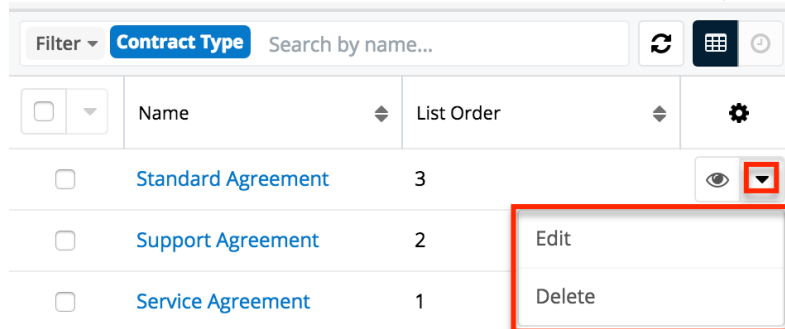 Filter Contract Type Search by name...
Name List Order
Standard Agreement 3
Support Agreement 2 Edit
Service Agreement 1 Delete